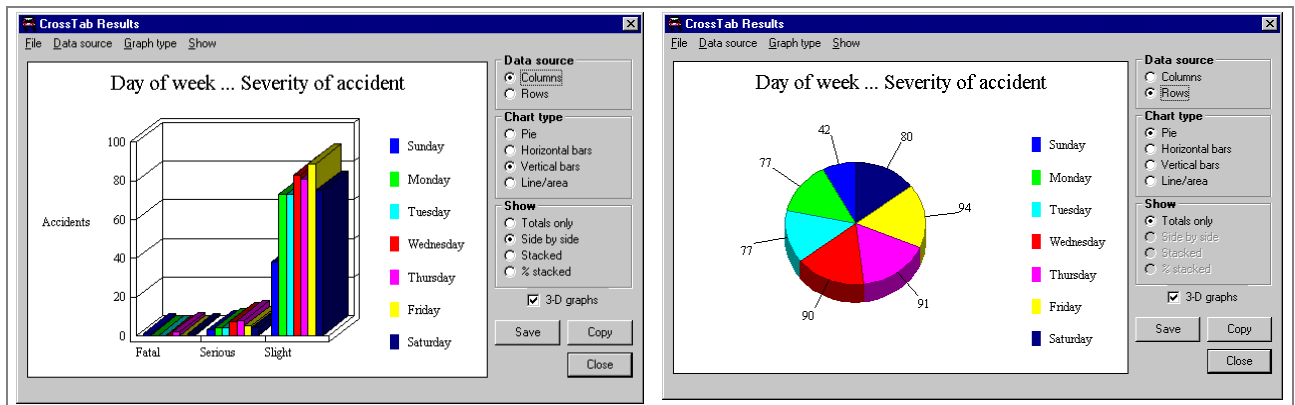 CrossTab Results
File Data source Graph type Show
Day of week ... Severity of accident
100
80
60
40
20
0
Accidents
Fatal Serious Slight
Sunday
Monday
Tuesday
Wednesday
Thursday
Friday
Saturday
Data source
Columns
Rows
Chart type
Pie
Horizontal bars
Vertical bars
Line/area
Show
Totals only
Side by side
Stacked
% stacked
3-D graphs
Save Copy
Close
CrossTab Results
File Data source Graph type Show
Day of week ... Severity of accident
42
80
77
94
77
91
90
Sunday
Monday
Tuesday
Wednesday
Thursday
Friday
Saturday
Data source
Columns
Rows
Chart type
Pie
Horizontal bars
Vertical bars
Line/area
Show
Totals only
Side by side
Stacked
% stacked
3-D graphs
Save Copy
Close